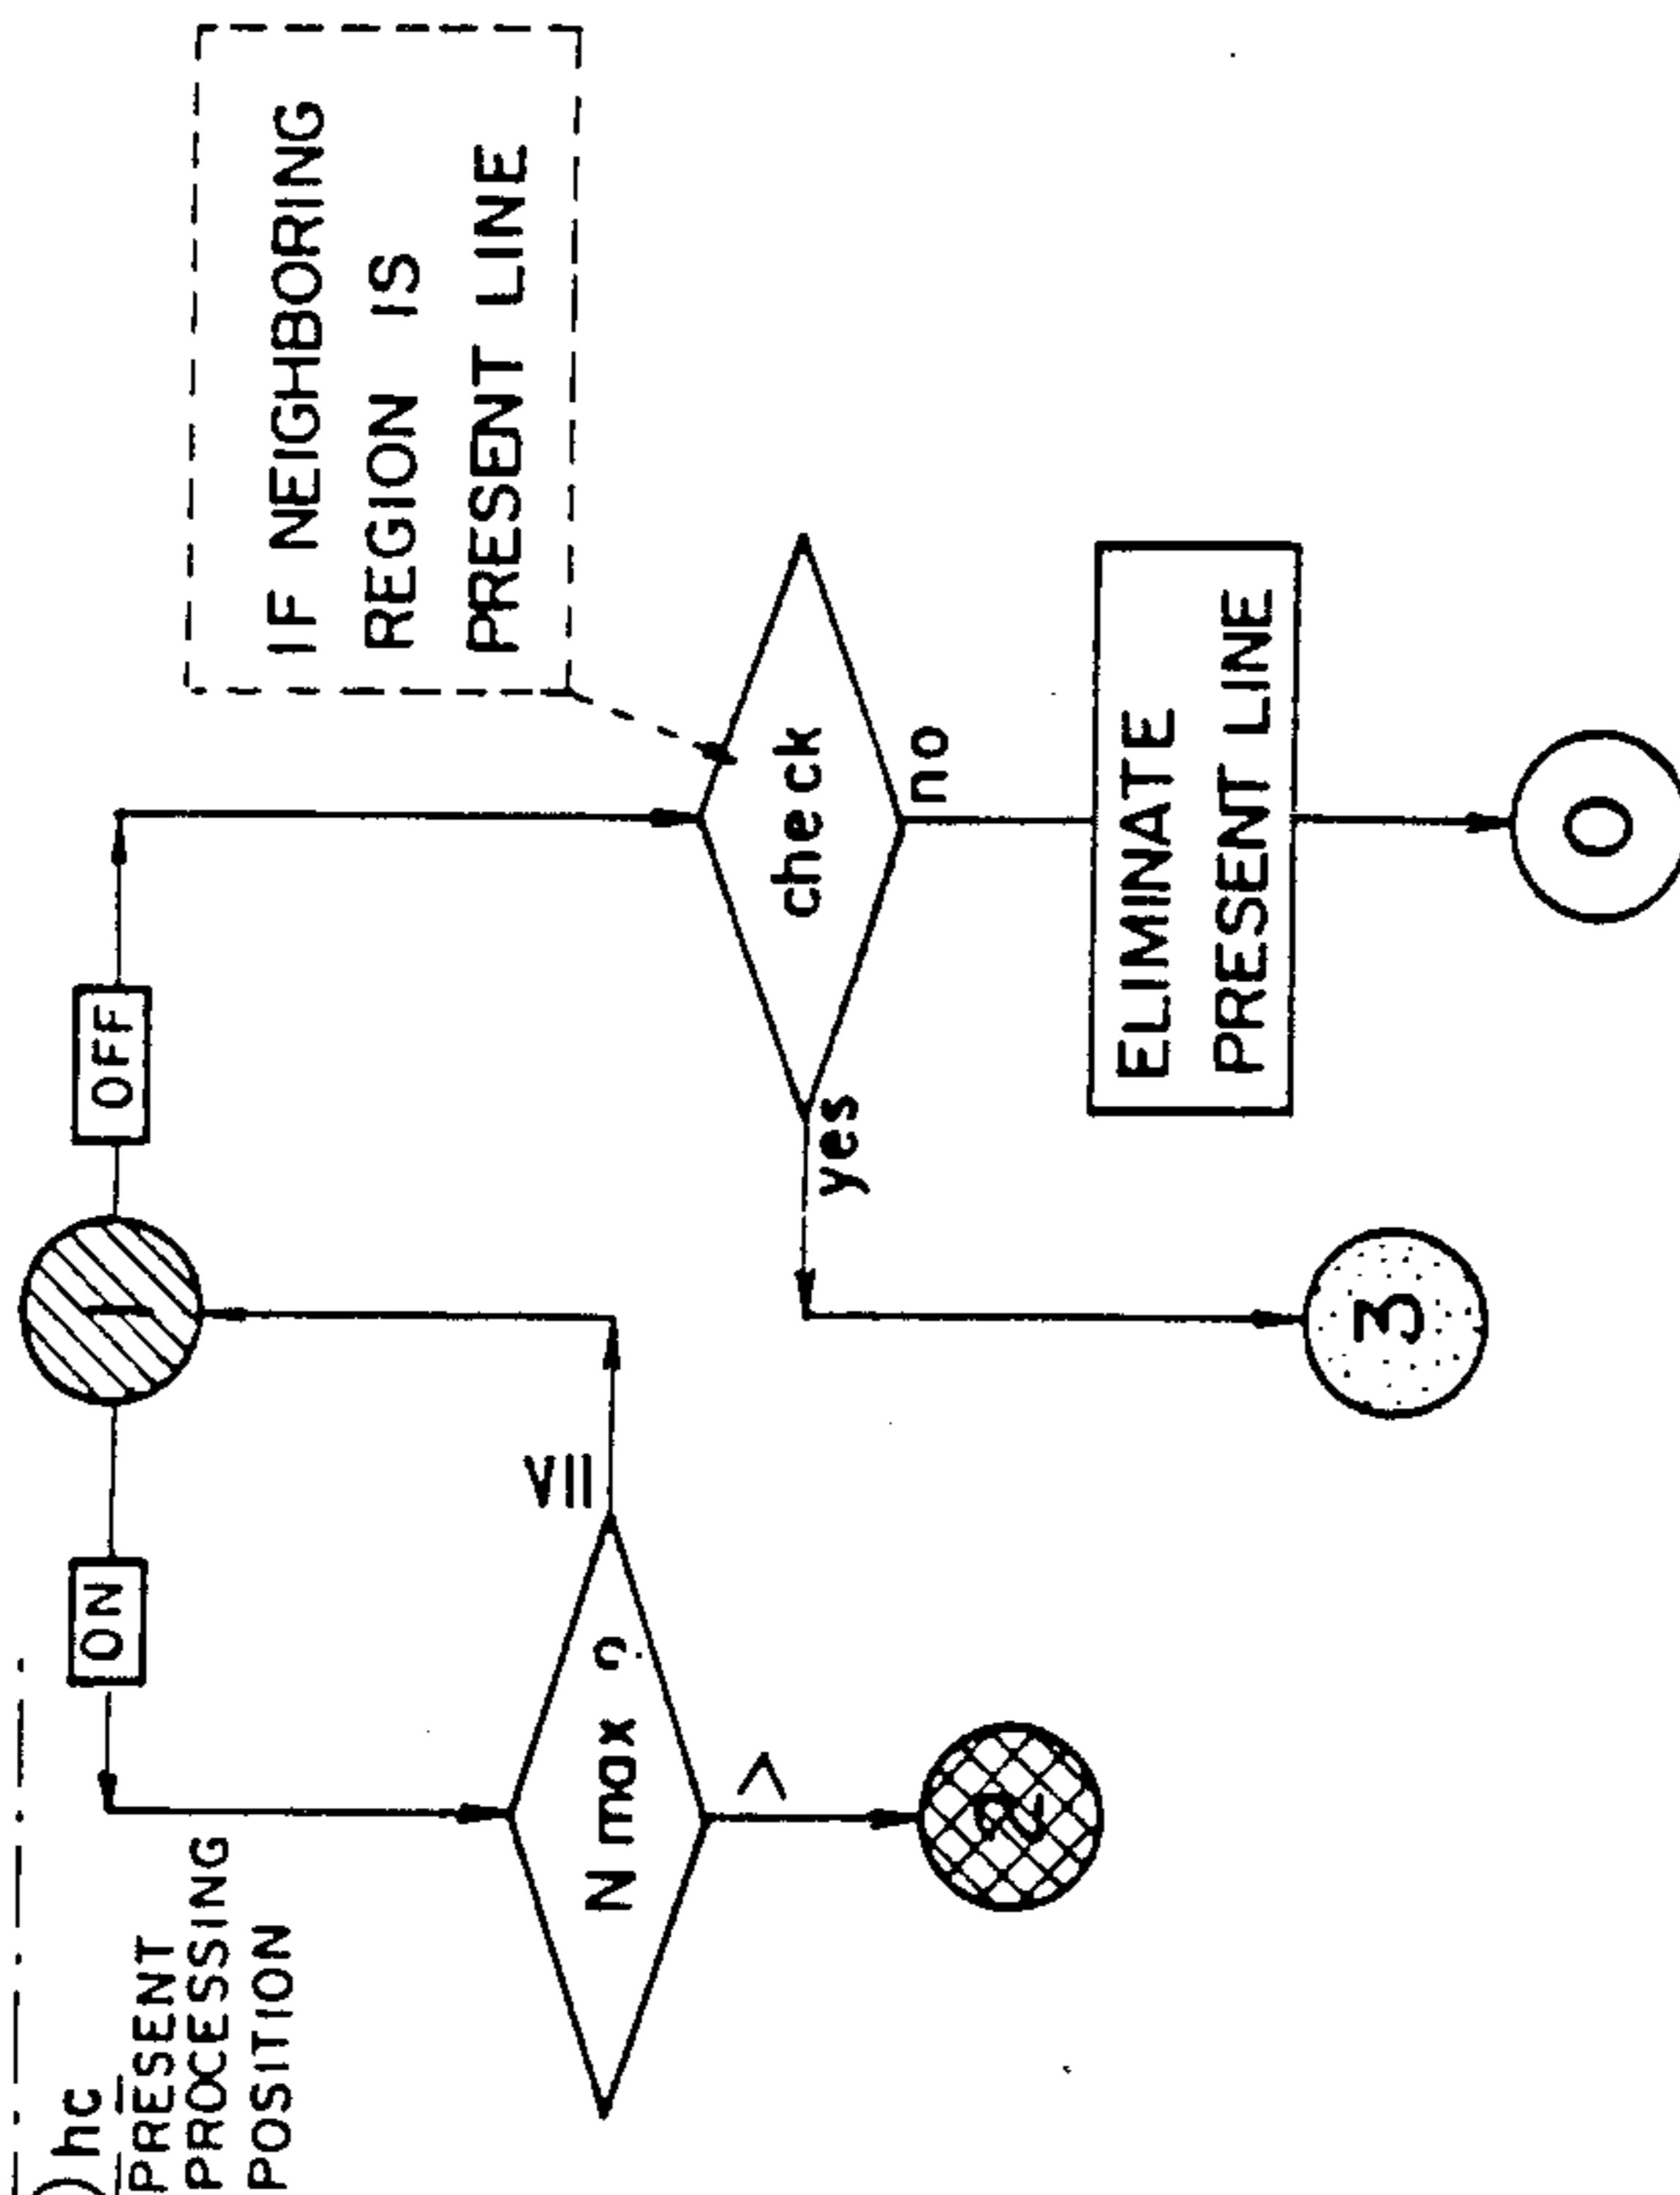 )hc
PRESENT
PROCESSING
POSITION
ON
1
OFF
IF NEIGHBORING
REGION IS
PRESENT LINE
N max ?
≦
>
2
check
yes
no
ELIMINATE
PRESENT LINE
3
0